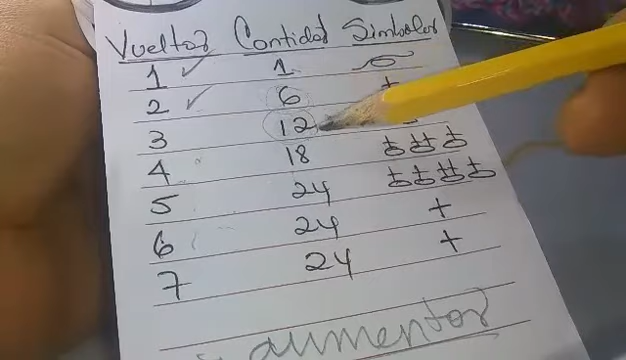 Vueltas Cantidad Simbolos
1 ✓ 1
2 ✓ 6 +
3 12
4 18
5 24
6 24 +
7 24 +
aumentos